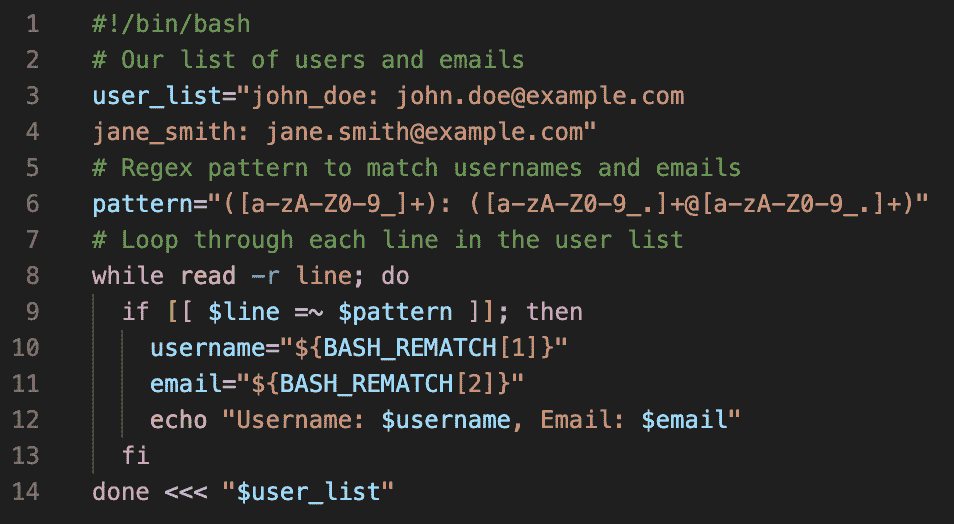 1 #!/bin/bash
2 # Our list of users and emails
3 user_list="john_doe: john.doe@example.com
4 jane_smith: jane.smith@example.com"
5 # Regex pattern to match usernames and emails
6 pattern="([a-zA-Z0-9_]+): ([a-zA-Z0-9_.]+@[a-zA-Z0-9_.]+)"
7 # Loop through each line in the user list
8 while read -r line; do
9   if [[ $line =~ $pattern ]]; then
10     username="${BASH_REMATCH[1]}"
11     email="${BASH_REMATCH[2]}"
12     echo "Username: $username, Email: $email"
13   fi
14 done <<< "$user_list"